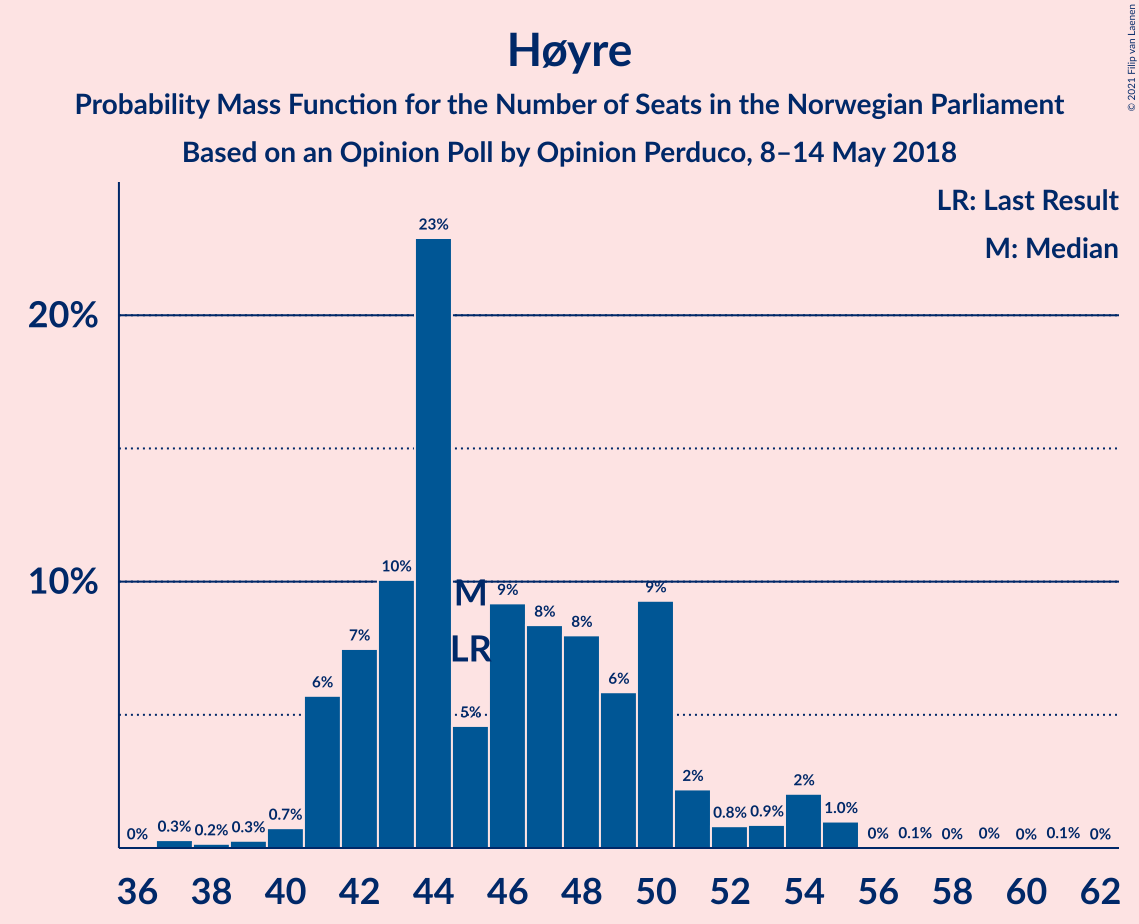 © 2021 Filip van Laenen
Høyre
Probability Mass Function for the Number of Seats in the Norwegian Parliament
Based on an Opinion Poll by Opinion Perduco, 8–14 May 2018
LR: Last Result
M: Median
20%
10%
0% 0.3% 0.2% 0.3% 0.7% 6% 7% 10% 23% 5% 9% 8% 8% 6% 9% 2% 0.8% 0.9% 2% 1.0% 0% 0.1% 0% 0% 0% 0.1% 0%
M
LR
36 38 40 42 44 46 48 50 52 54 56 58 60 62